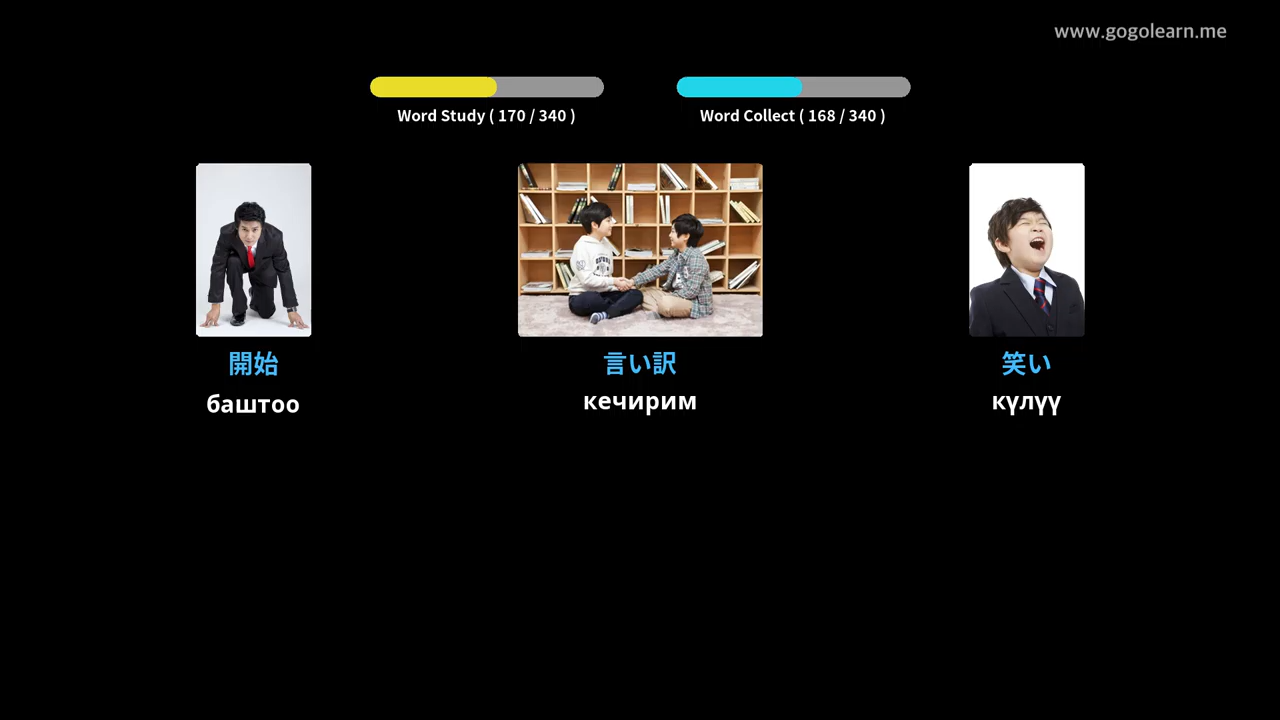 www.gogolearn.me
Word Study ( 170 / 340 )
Word Collect ( 168 / 340 )
開始
баштоо
言い訳
кечирим
笑い
күлүү